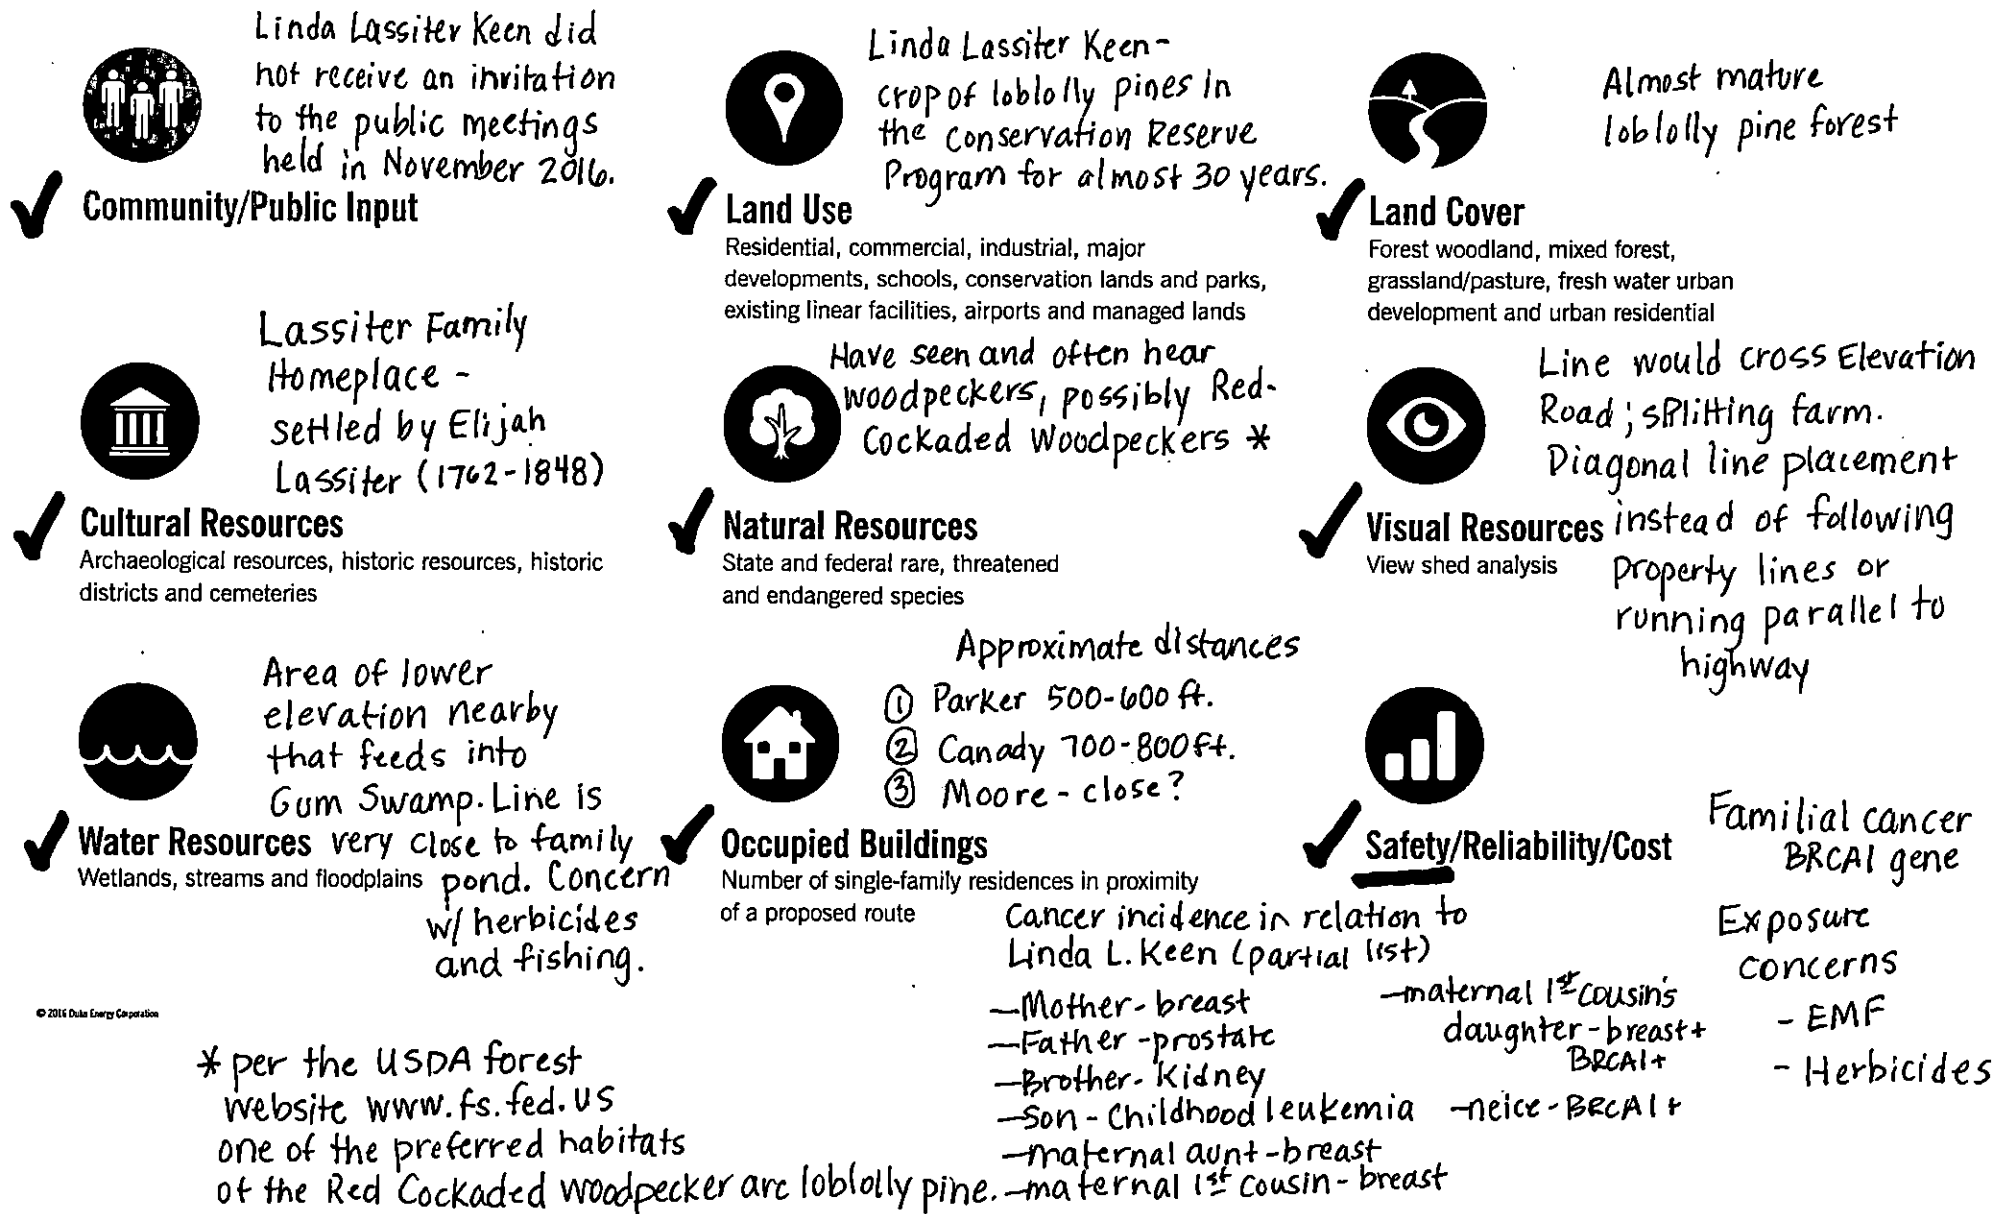 Linda Lassiter Keen did
not receive an invitation
to the public meetings
held in November 2016.
Community/Public Input
Linda Lassiter Keen-
crop of loblolly pines in
the Conservation Reserve
Program for almost 30 years.
Land Use
Residential, commercial, industrial, major
developments, schools, conservation lands and parks,
existing linear facilities, airports and managed lands
Almost mature
loblolly pine forest
Land Cover
Forest woodland, mixed forest,
grassland/pasture, fresh water urban
development and urban residential
Lassiter Family
Homeplace -
settled by Elijah
Lassiter (1762-1848)
Cultural Resources
Archaeological resources, historic resources, historic
districts and cemeteries
Have seen and often hear
woodpeckers, possibly Red-
Cockaded Woodpeckers *
Natural Resources
State and federal rare, threatened
and endangered species
Line would cross Elevation
Road; splitting farm.
Diagonal line placement
instead of following
property lines or
running parallel to
highway
Visual Resources
View shed analysis
Area of lower
elevation nearby
that feeds into
Gum Swamp. Line is
very close to family
pond. Concern
w/ herbicides
and fishing.
Water Resources
Wetlands, streams and floodplains
Approximate distances
① Parker 500-600 ft.
② Canady 700-800 ft.
③ Moore - close?
Occupied Buildings
Number of single-family residences in proximity
of a proposed route
Safety/Reliability/Cost
Familial cancer
BRCA1 gene
Exposure
concerns
- EMF
- Herbicides
Cancer incidence in relation to
Linda L. Keen (partial list)
-Mother-breast
-Father-prostate
-Brother-Kidney
-Son-Childhood leukemia
-maternal aunt-breast
-maternal 1st cousin-breast
-maternal 1st cousin's
daughter-breast+
BRCA1+
-neice-BRCA1+
© 2016 Duke Energy Corporation
* per the USDA forest
website www.fs.fed.us
one of the preferred habitats
of the Red Cockaded woodpecker are loblolly pine.